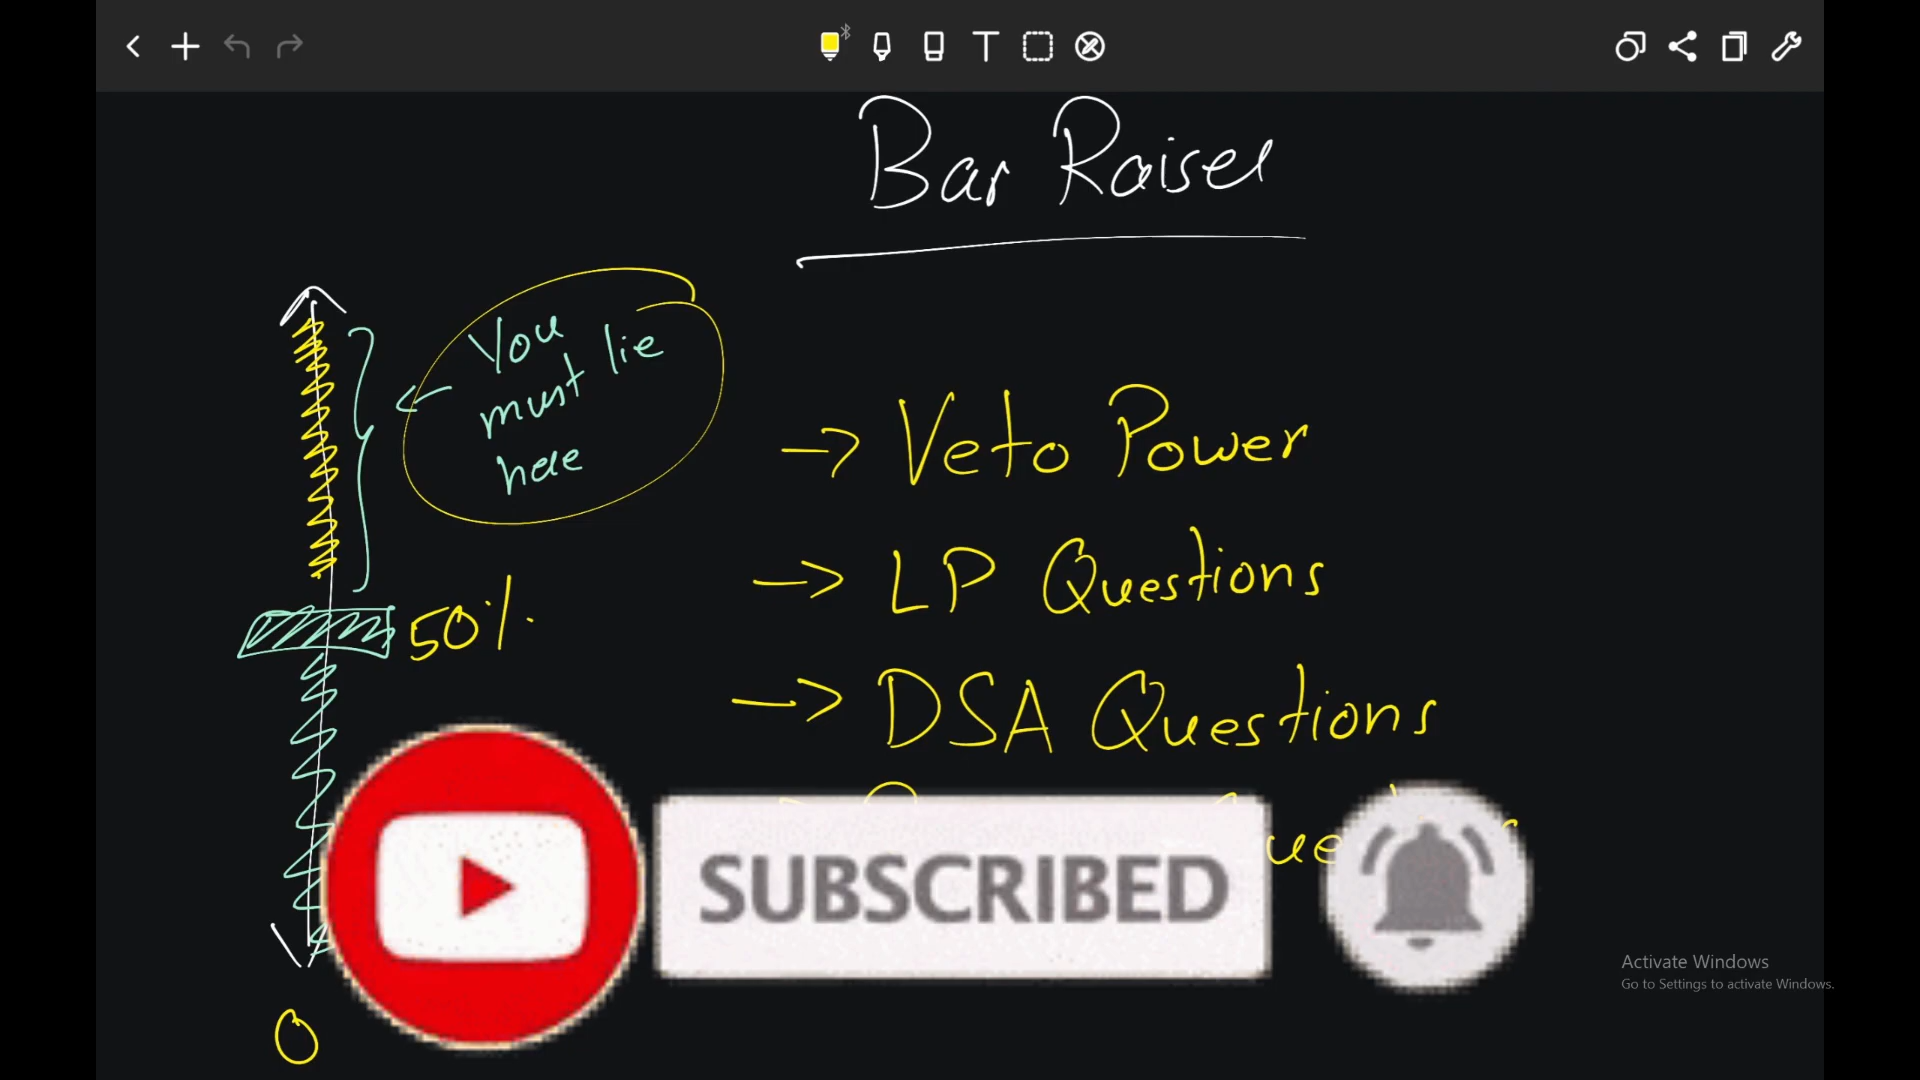 Bar Raiser
You
must lie
here
→ Veto Power
→ LP Questions
50%
→ DSA Questions
SUBSCRIBED
Activate Windows
Go to Settings to activate Windows.
0